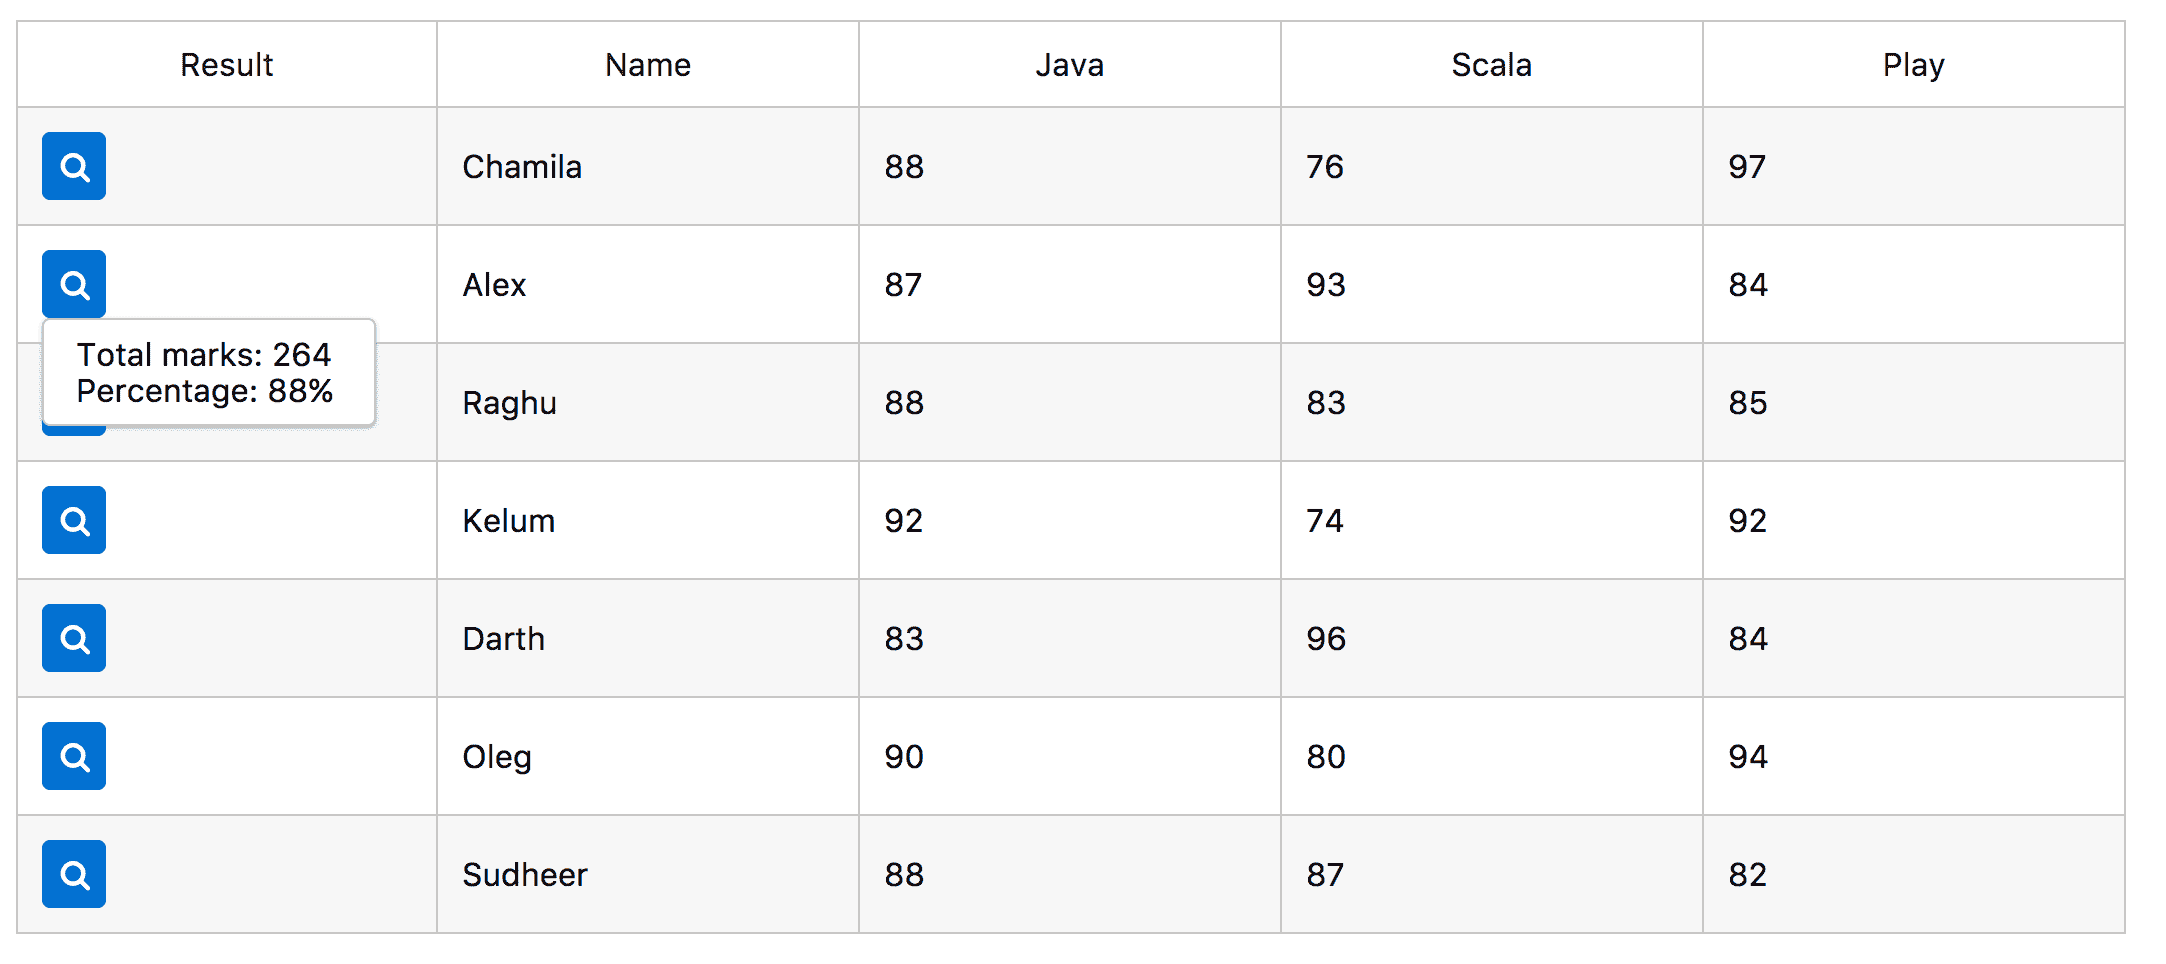 Result Name Java Scala Play
Chamila 88 76 97
Alex 87 93 84
Total marks: 264
Percentage: 88%
Raghu 88 83 85
Kelum 92 74 92
Darth 83 96 84
Oleg 90 80 94
Sudheer 88 87 82